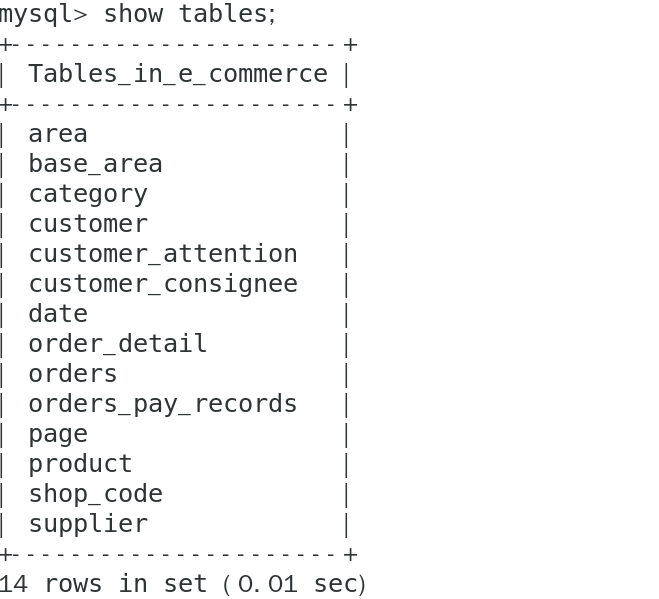 mysql> show tables;
+----------------------+
| Tables_in_e_commerce |
+----------------------+
| area                 |
| base_area            |
| category             |
| customer             |
| customer_attention   |
| customer_consignee   |
| date                 |
| order_detail         |
| orders               |
| orders_pay_records   |
| page                 |
| product              |
| shop_code            |
| supplier             |
+----------------------+
14 rows in set (0.01 sec)